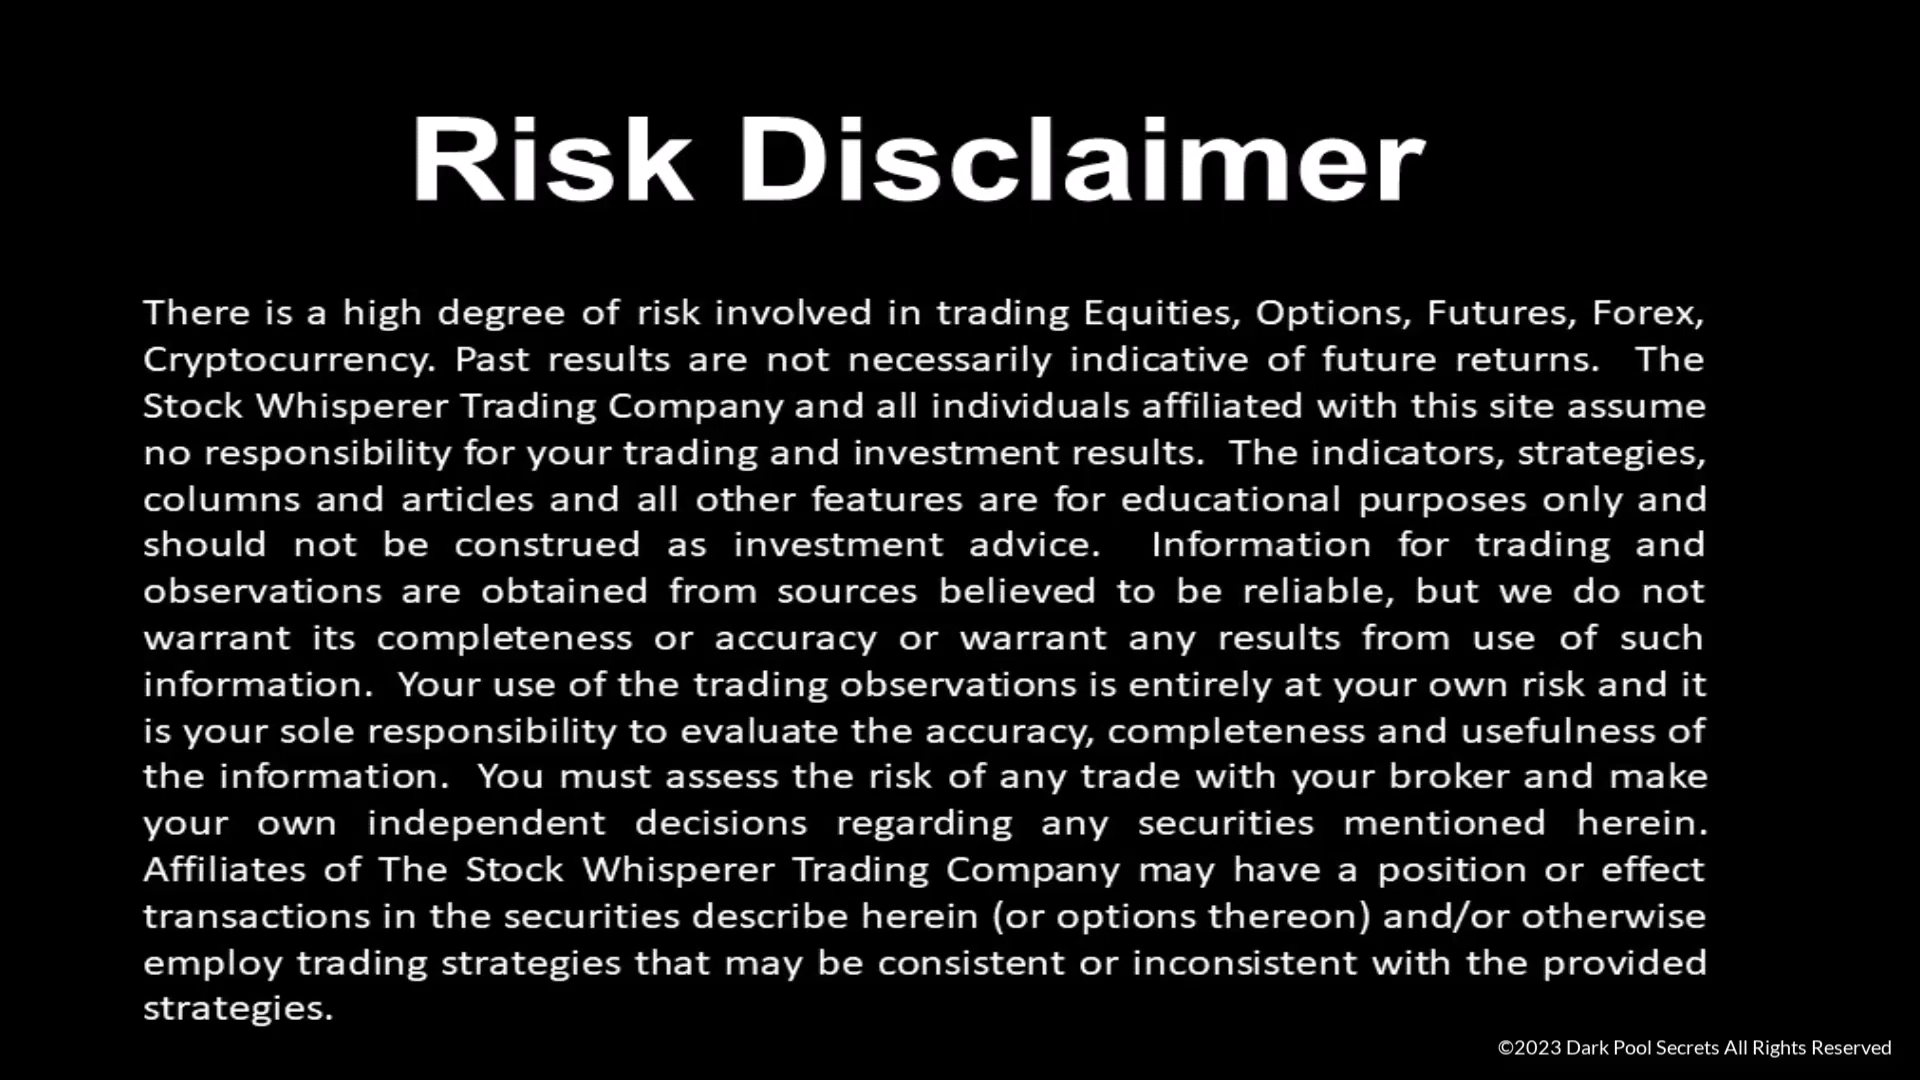 Risk Disclaimer
There is a high degree of risk involved in trading Equities, Options, Futures, Forex,
Cryptocurrency. Past results are not necessarily indicative of future returns.  The
Stock Whisperer Trading Company and all individuals affiliated with this site assume
no responsibility for your trading and investment results.  The indicators, strategies,
columns and articles and all other features are for educational purposes only and
should not be construed as investment advice.  Information for trading and
observations are obtained from sources believed to be reliable, but we do not
warrant its completeness or accuracy or warrant any results from use of such
information.  Your use of the trading observations is entirely at your own risk and it
is your sole responsibility to evaluate the accuracy, completeness and usefulness of
the information.  You must assess the risk of any trade with your broker and make
your own independent decisions regarding any securities mentioned herein.
Affiliates of The Stock Whisperer Trading Company may have a position or effect
transactions in the securities describe herein (or options thereon) and/or otherwise
employ trading strategies that may be consistent or inconsistent with the provided
strategies.
©2023 Dark Pool Secrets All Rights Reserved